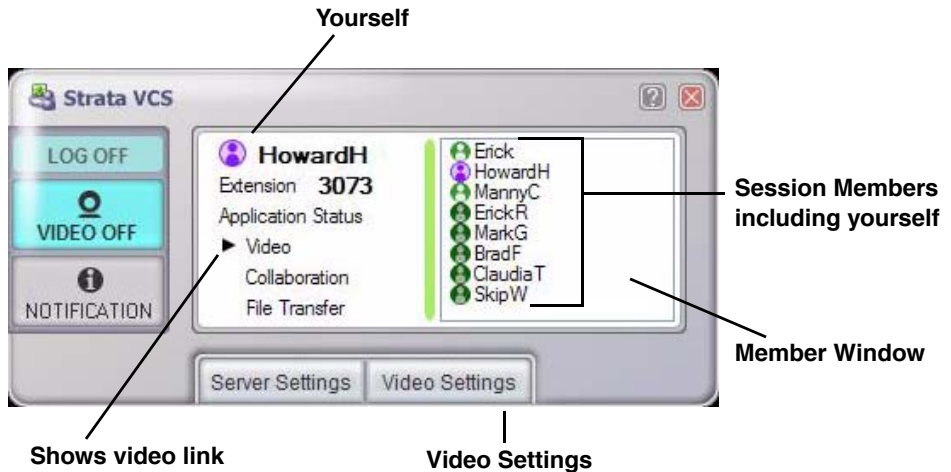 Yourself
Strata VCS
?
LOG OFF
VIDEO OFF
NOTIFICATION
HowardH
Extension 3073
Application Status
Video
Collaboration
File Transfer
Erick
HowardH
MannyC
ErickR
MarkG
BradF
ClaudiaT
SkipW
Session Members
including yourself
Member Window
Server Settings
Video Settings
Shows video link
Video Settings